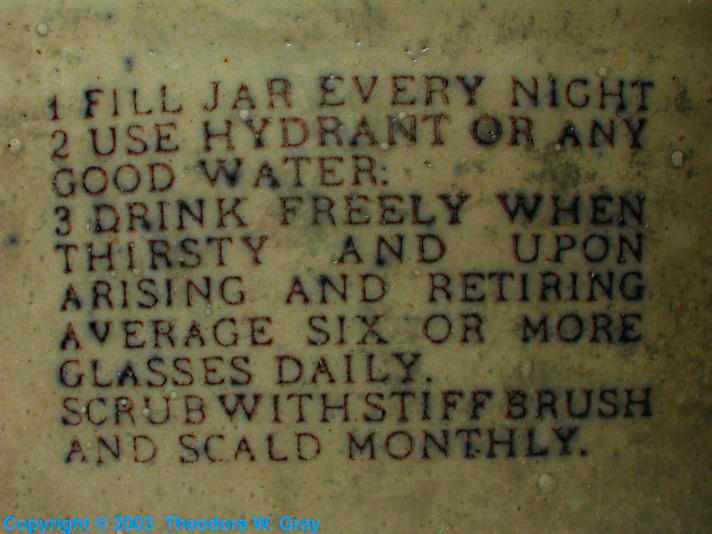 1 FILL JAR EVERY NIGHT
2 USE HYDRANT OR ANY
GOOD WATER.
3 DRINK FREELY WHEN
THIRSTY AND UPON
ARISING AND RETIRING
AVERAGE SIX OR MORE
GLASSES DAILY.
SCRUB WITH STIFF BRUSH
AND SCALD MONTHLY.
Copyright © 2003 Theodore W. Gray